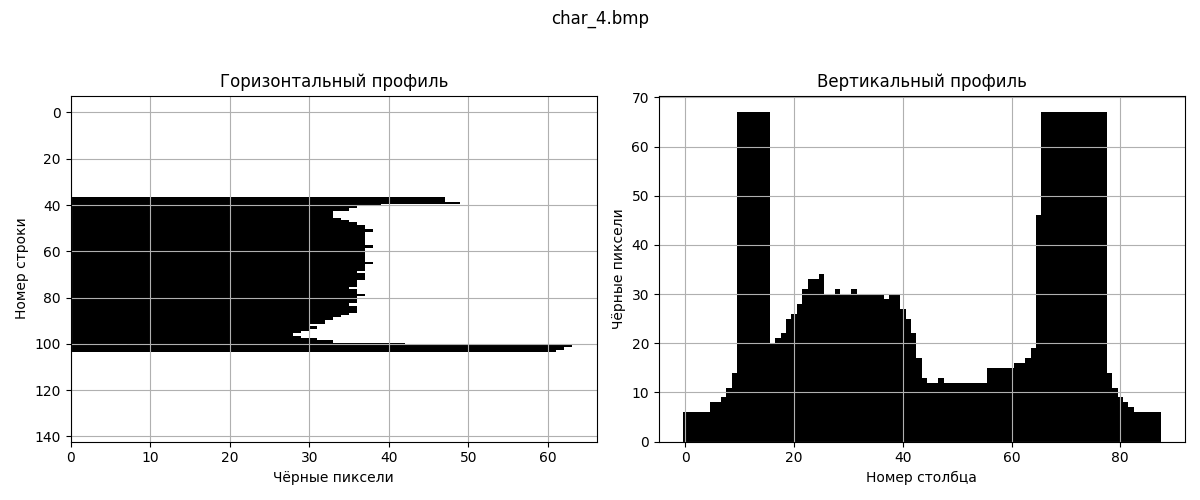 char_4.bmp
Горизонтальный профиль
Вертикальный профиль
Номер строки
0
20
40
60
80
100
120
140
0 10 20 30 40 50 60
Чёрные пиксели
Чёрные пиксели
70
60
50
40
30
20
10
0
0 20 40 60 80
Номер столбца